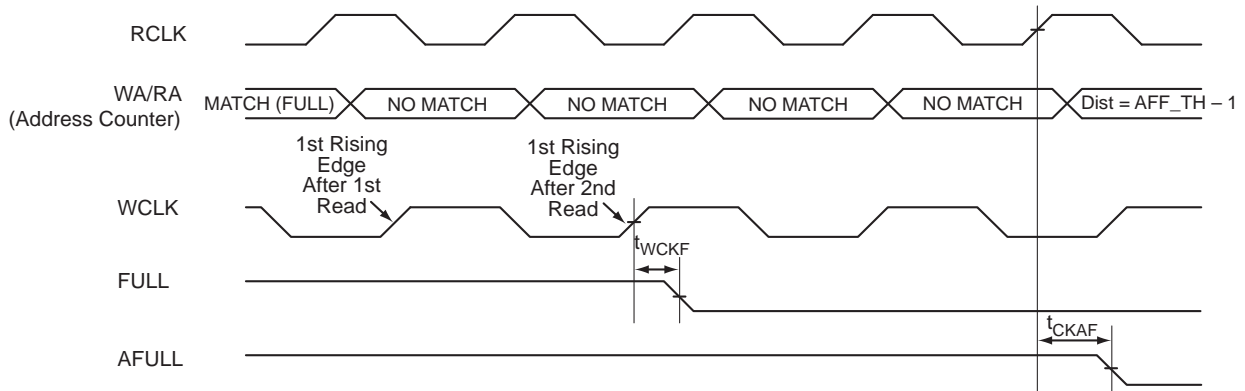 RCLK
WA/RA
(Address Counter)
MATCH (FULL)
NO MATCH
NO MATCH
NO MATCH
NO MATCH
Dist = AFF_TH – 1
1st Rising
Edge
After 1st
Read
1st Rising
Edge
After 2nd
Read
WCLK
tWCKF
FULL
tCKAF
AFULL